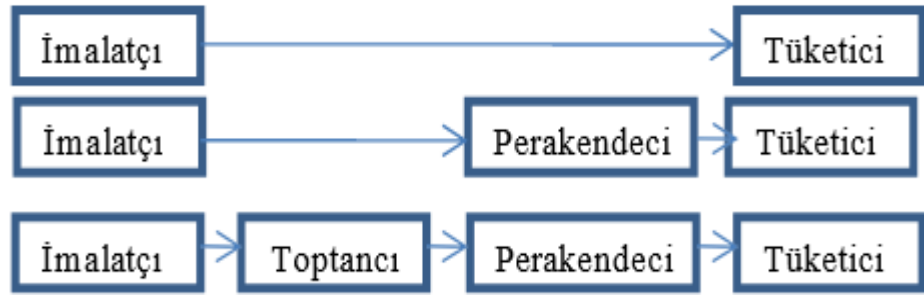 İmalatçı Tüketici
İmalatçı Perakendeci Tüketici
İmalatçı Toptancı Perakendeci Tüketici